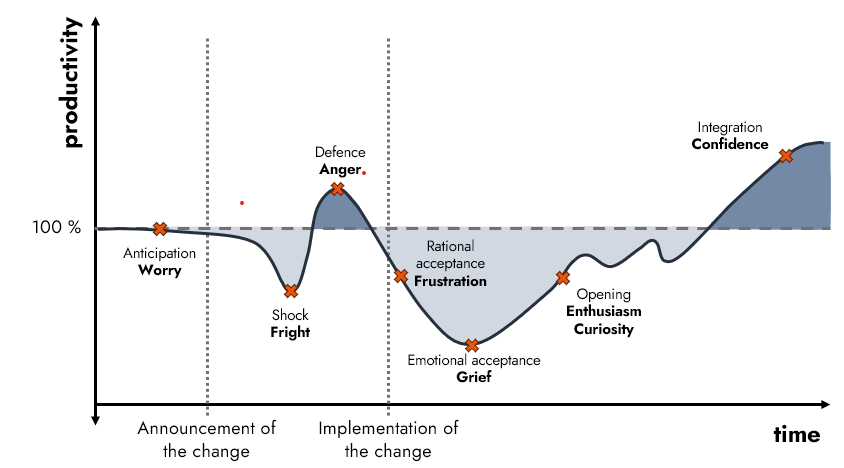 productivity
Integration
Confidence
Defence
Anger
100 %
Anticipation
Worry
Rational
acceptance
Frustration
Shock
Fright
Opening
Enthusiasm
Curiosity
Emotional acceptance
Grief
Announcement of
the change
Implementation of
the change
time